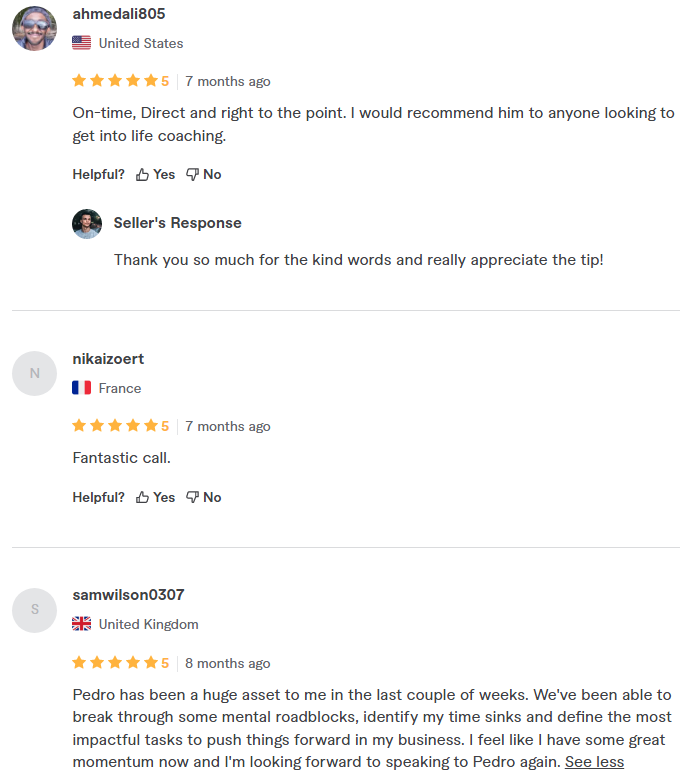 ahmedali805
United States
5 7 months ago
On-time, Direct and right to the point. I would recommend him to anyone looking to
get into life coaching.
Helpful? Yes No
Seller's Response
Thank you so much for the kind words and really appreciate the tip!
N
nikaizoert
France
5 7 months ago
Fantastic call.
Helpful? Yes No
S
samwilson0307
United Kingdom
5 8 months ago
Pedro has been a huge asset to me in the last couple of weeks. We've been able to
break through some mental roadblocks, identify my time sinks and define the most
impactful tasks to push things forward in my business. I feel like I have some great
momentum now and I'm looking forward to speaking to Pedro again. See less